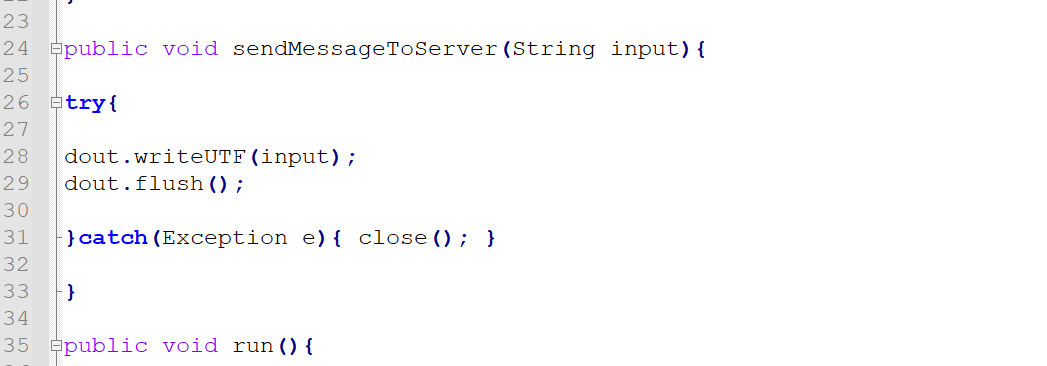 23
24 public void sendMessageToServer(String input){
25
26 try{
27
28 dout.writeUTF(input);
29 dout.flush();
30
31 }catch(Exception e){ close(); }
32
33 }
34
35 public void run(){